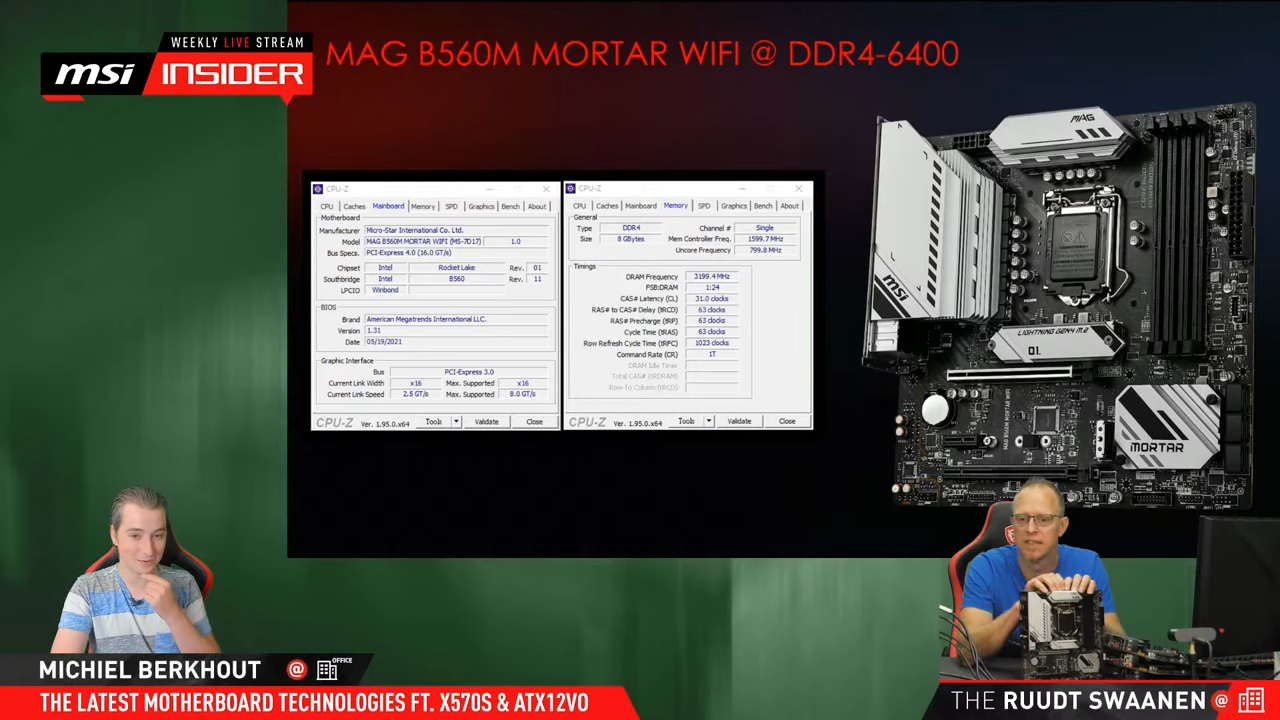 WEEKLY LIVE STREAM
msi INSIDER
MAG B560M MORTAR WIFI @ DDR4-6400
CPU-Z
CPU Caches Mainboard Memory SPD Graphics Bench About
Motherboard
Manufacturer Micro-Star International Co. Ltd.
Model MAG B560M MORTAR WIFI (MS-7D17) 1.0
Bus Specs. PCI-Express 4.0 (16.0 GT/s)
Chipset Intel Rocket Lake Rev. 01
Southbridge Intel B560 Rev. 11
LPCIO Winbond
BIOS
Brand American Megatrends International LLC.
Version 1.31
Date 05/19/2021
Graphic Interface
Bus PCI-Express 3.0
Current Link Width x16 Max. Supported x16
Current Link Speed 2.5 GT/s Max. Supported 8.0 GT/s
CPU-Z Ver. 1.95.0.x64 Tools Validate Close
CPU-Z
CPU Caches Mainboard Memory SPD Graphics Bench About
General
Type DDR4 Channel # Single
Size 8 GBytes Mem Controller Freq. 1599.7 MHz
Uncore Frequency 799.8 MHz
Timings
DRAM Frequency 3199.4 MHz
FSB:DRAM 1:24
CAS# Latency (CL) 31.0 clocks
RAS# to CAS# Delay (tRCD) 63 clocks
RAS# Precharge (tRP) 63 clocks
Cycle Time (tRAS) 63 clocks
Row Refresh Cycle Time (tRFC) 1023 clocks
Command Rate (CR) 1T
DRAM Idle Timer
Total CAS# (tRDRAM)
Row To Column (tRCD)
CPU-Z Ver. 1.95.0.x64 Tools Validate Close
MAG
msi
LIGHTNING GEN4 M.2
01.
MAG B560M MORTAR WIFI
MORTAR
MICHIEL BERKHOUT @ OFFICE
THE LATEST MOTHERBOARD TECHNOLOGIES FT. X570S & ATX12VO
THE RUUDT SWAANEN @